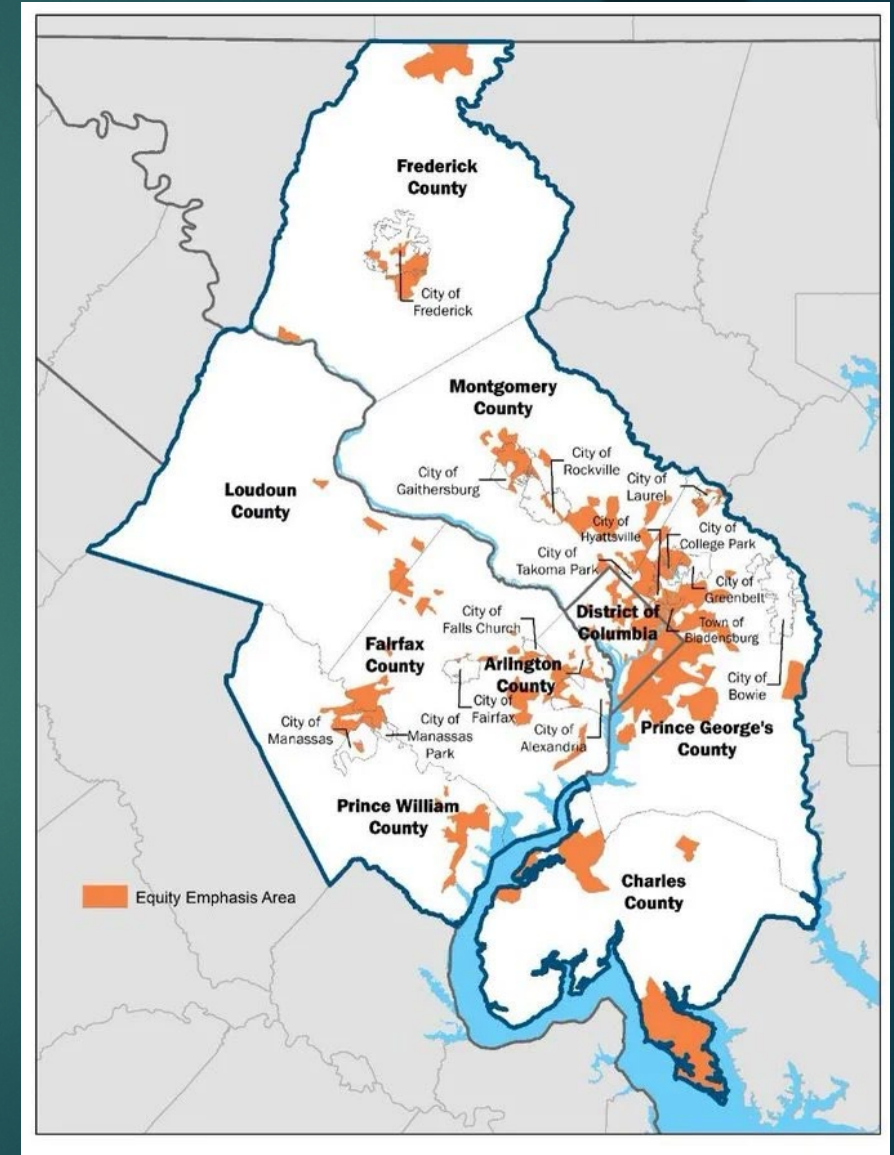 Frederick
County
City of
Frederick
Montgomery
County
City of
Rockville
City of
Gaithersburg
City of
Laurel
Loudoun
County
City of
Hyattsville
City of
College Park
City of
Takoma Park
City of
Greenbelt
City of
Falls Church
District of
Columbia
Town of
Bladensburg
Fairfax
County
Arlington
County
City of
Bowie
City of
Fairfax
City of
Manassas
City of
Manassas
Park
City of
Alexandria
Prince George's
County
Prince William
County
Charles
County
Equity Emphasis Area